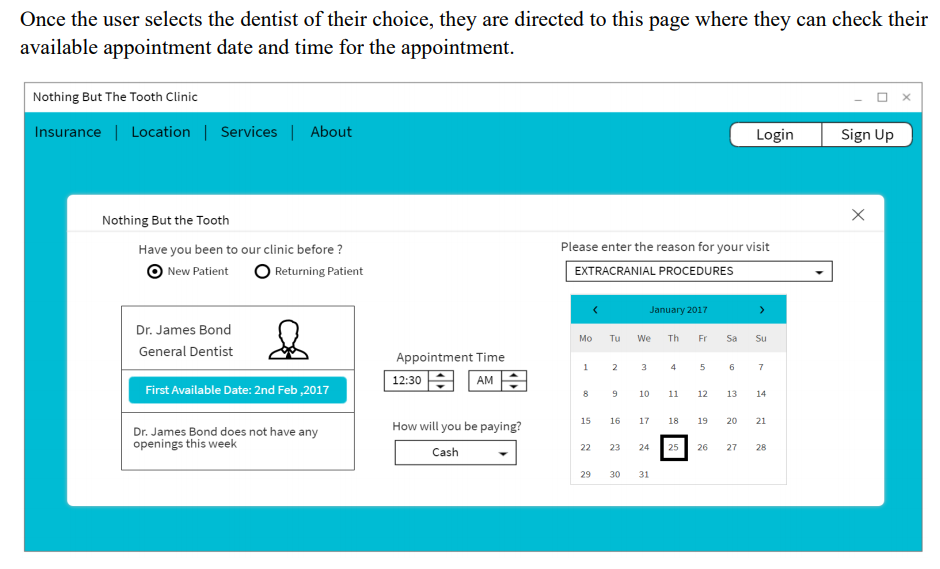 Once the user selects the dentist of their choice, they are directed to this page where they can check their
available appointment date and time for the appointment.
Nothing But The Tooth Clinic
Insurance | Location | Services | About
Login Sign Up
Nothing But the Tooth
Have you been to our clinic before ?
New Patient Returning Patient
Please enter the reason for your visit
EXTRACRANIAL PROCEDURES
Dr. James Bond
General Dentist
First Available Date: 2nd Feb ,2017
Dr. James Bond does not have any
openings this week
Appointment Time
12:30 AM
How will you be paying?
Cash
< January 2017 >
Mo Tu We Th Fr Sa Su
1 2 3 4 5 6 7
8 9 10 11 12 13 14
15 16 17 18 19 20 21
22 23 24 25 26 27 28
29 30 31